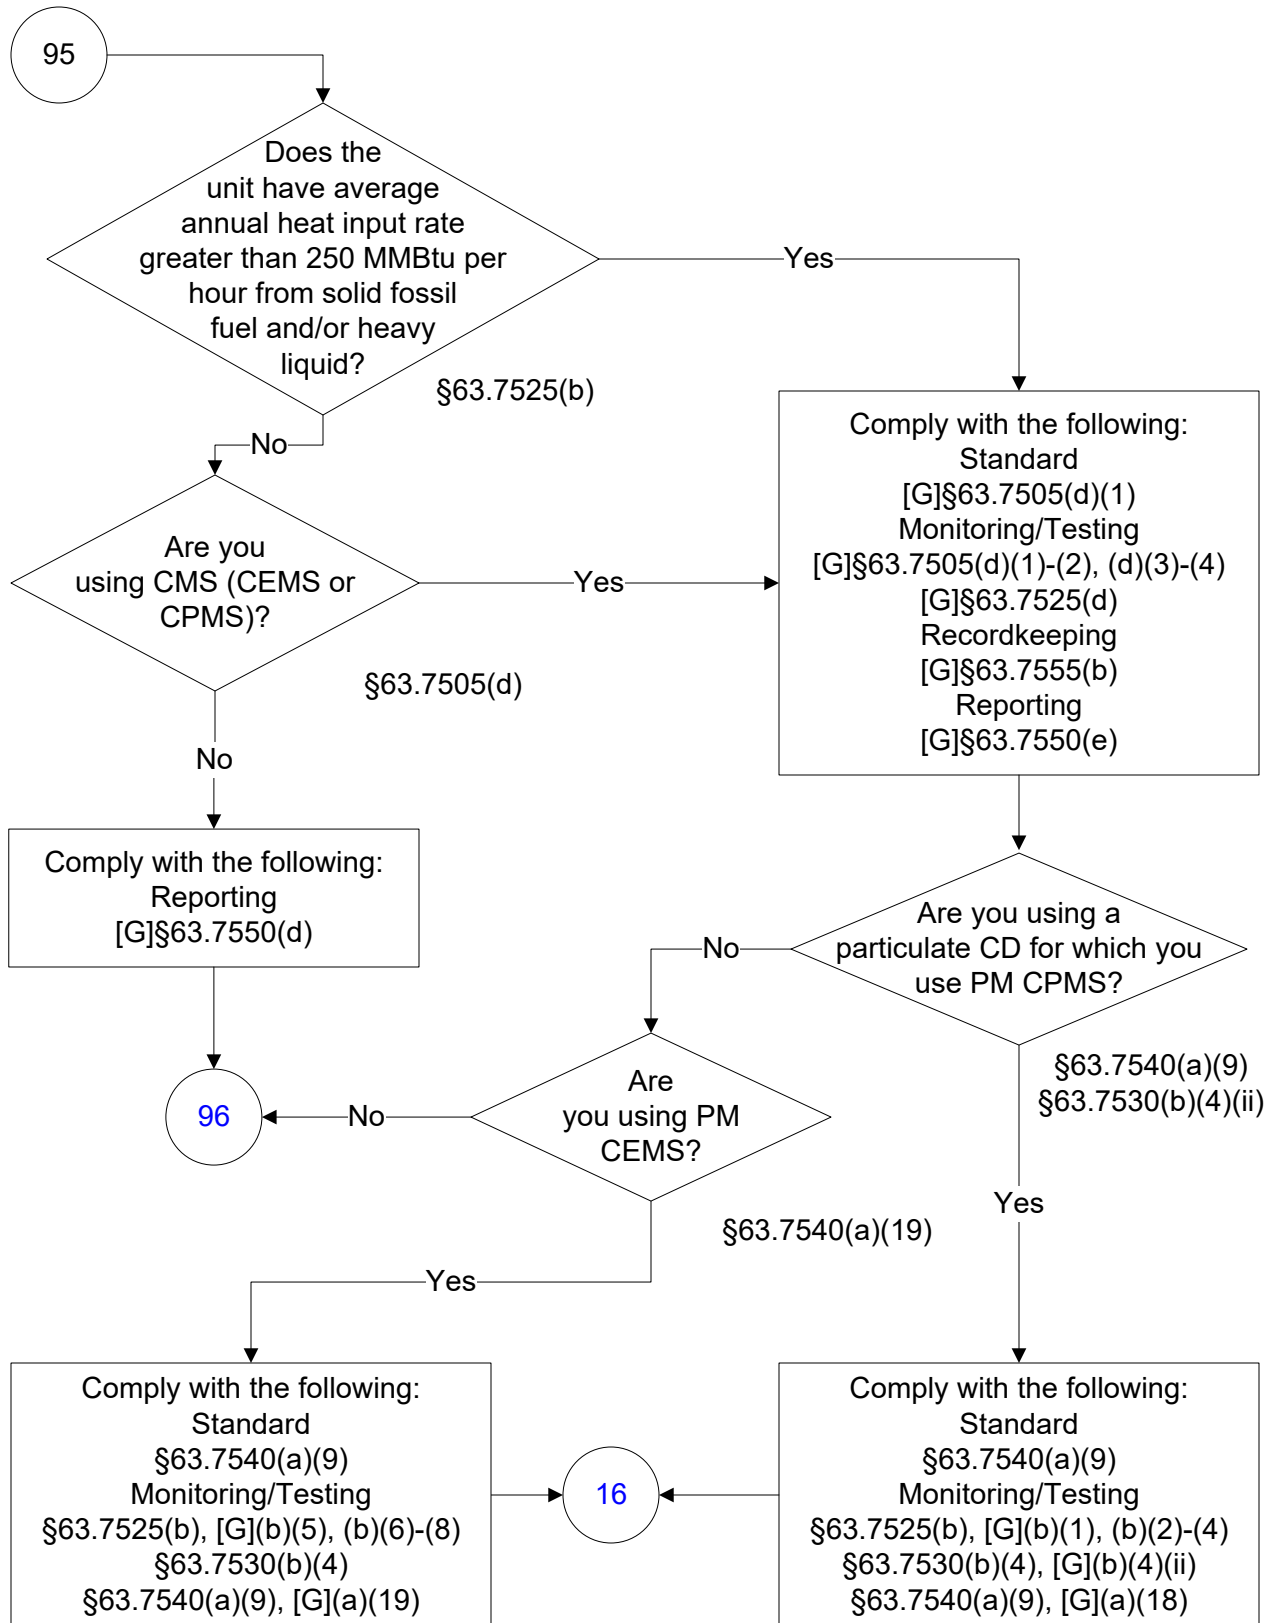 95
Does the
unit have average
annual heat input rate
greater than 250 MMBtu per
hour from solid fossil
fuel and/or heavy
liquid?
Yes
§63.7525(b)
No
Are you
using CMS (CEMS or
CPMS)?
Yes
§63.7505(d)
No
Comply with the following:
Standard
[G]§63.7505(d)(1)
Monitoring/Testing
[G]§63.7505(d)(1)-(2), (d)(3)-(4)
[G]§63.7525(d)
Recordkeeping
[G]§63.7555(b)
Reporting
[G]§63.7550(e)
Comply with the following:
Reporting
[G]§63.7550(d)
Are you using a
particulate CD for which you
use PM CPMS?
No
§63.7540(a)(9)
§63.7530(b)(4)(ii)
Yes
Are
you using PM
CEMS?
No
96
§63.7540(a)(19)
Yes
Comply with the following:
Standard
§63.7540(a)(9)
Monitoring/Testing
§63.7525(b), [G](b)(5), (b)(6)-(8)
§63.7530(b)(4)
§63.7540(a)(9), [G](a)(19)
16
Comply with the following:
Standard
§63.7540(a)(9)
Monitoring/Testing
§63.7525(b), [G](b)(1), (b)(2)-(4)
§63.7530(b)(4), [G](b)(4)(ii)
§63.7540(a)(9), [G](a)(18)